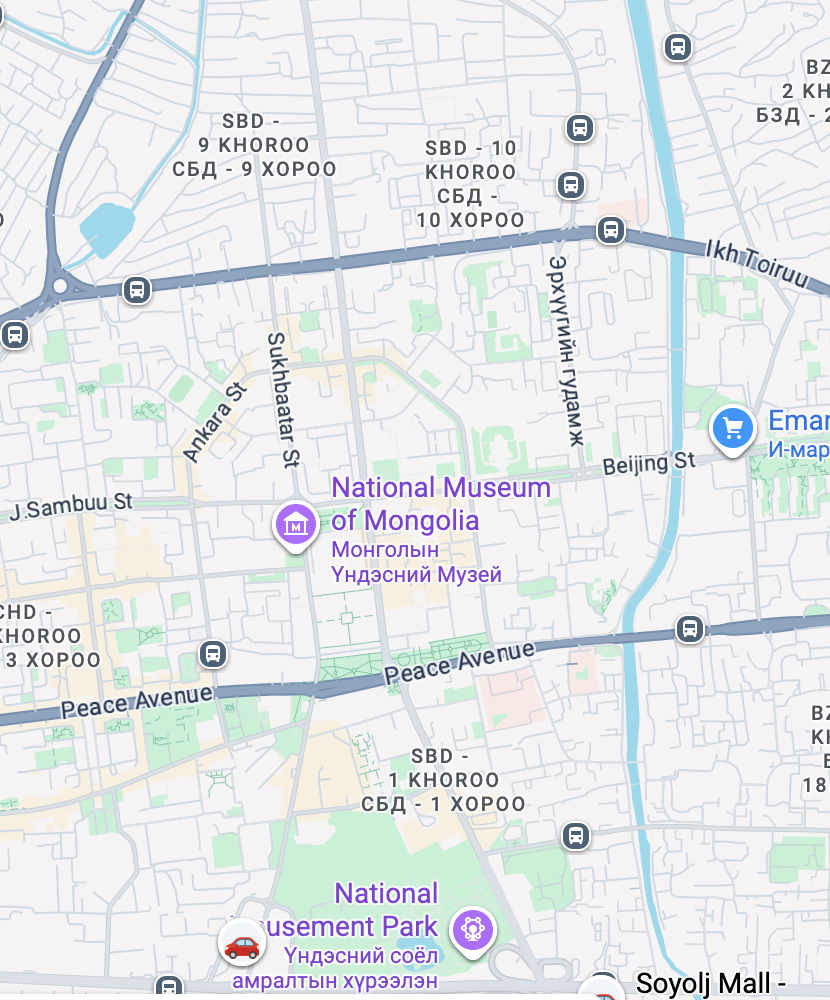 BZ
2 KH
БЗД - 2
SBD -
9 KHOROO
СБД - 9 ХОРОО
SBD - 10
KHOROO
СБД -
10 ХОРОО
O
Ikh Toiruu
Эрхүүгийн гудамж
Sukhbaatar St
Ankara St
Emar
И-мар
Beijing St
J.Sambuu St
National Museum
of Mongolia
Монголын
Үндэсний Музей
CHD -
KHOROO
3 ХОРОО
Peace Avenue
Peace Avenue
BZ
KH
18
SBD -
1 KHOROO
СБД - 1 ХОРОО
National
musement Park
Үндэсний соёл
амралтын хүрээлэн
Soyolj Mall -